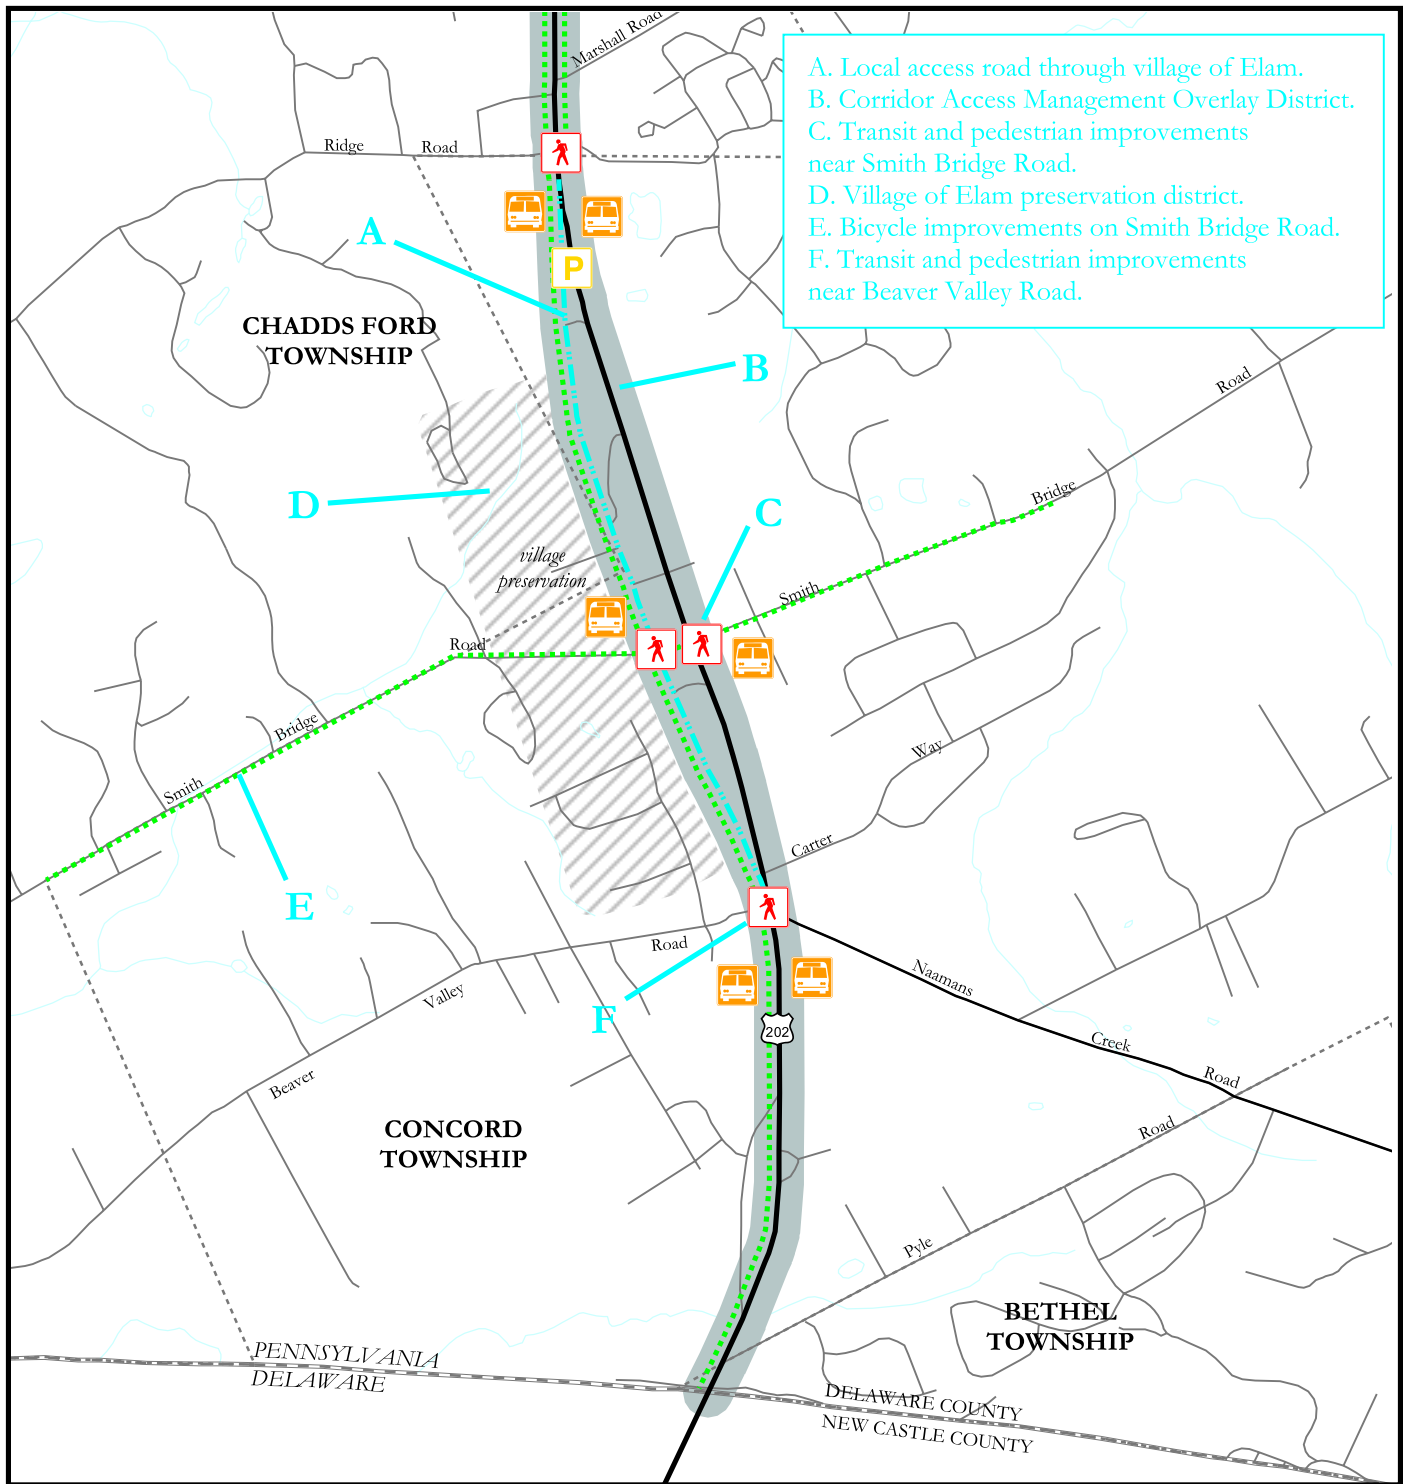 Marshall Road
A. Local access road through village of Elam.
B. Corridor Access Management Overlay District.
C. Transit and pedestrian improvements
near Smith Bridge Road.
D. Village of Elam preservation district.
E. Bicycle improvements on Smith Bridge Road.
F. Transit and pedestrian improvements
near Beaver Valley Road.
Ridge Road
A
P
CHADDS FORD
TOWNSHIP
B
Road
D
C
Bridge
village
preservation
Smith
Road
Bridge
Way
Smith
Carter
E
Road
Naamans
Valley
F
202
Creek
Beaver
Road
CONCORD
TOWNSHIP
Road
Pyle
BETHEL
TOWNSHIP
PENNSYLVANIA
DELAWARE
DELAWARE COUNTY
NEW CASTLE COUNTY